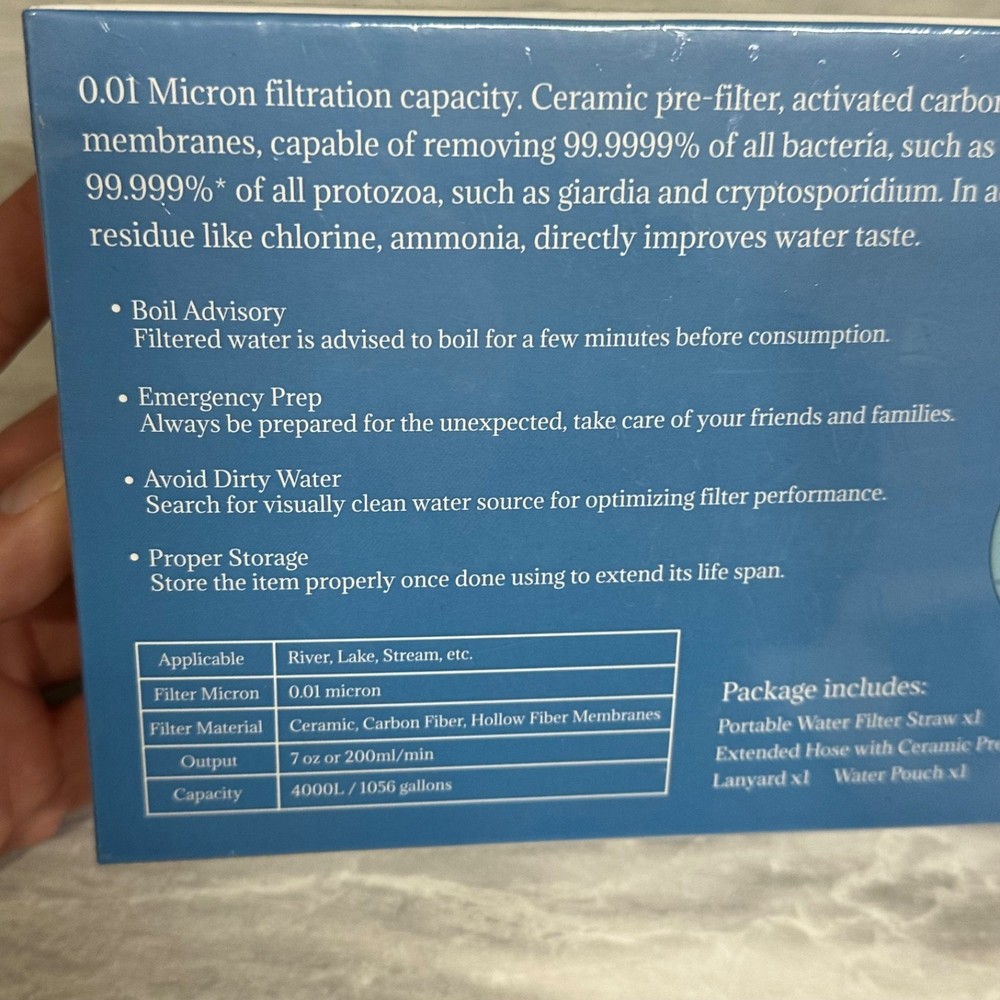 0.01 Micron filtration capacity. Ceramic pre-filter, activated
membranes, capable of removing 99.9999% of all bacteria, such as
99.999%* of all protozoa, such as giardia and cryptosporidium. In
residue like chlorine, ammonia, directly improves water taste.
• Boil Advisory
Filtered water is advised to boil for a few minutes before consumption.
• Emergency Prep
Always be prepared for the unexpected, take care of your friends and families.
• Avoid Dirty Water
Search for visually clean water source for optimizing filter performance.
• Proper Storage
Store the item properly once done using to extend its life span.
Applicable River, Lake, Stream, etc.
Filter Micron 0.01 micron
Filter Material Ceramic, Carbon Fiber, Hollow Fiber Membranes
Output 7 oz or 200ml/min
Capacity 4000L / 1056 gallons
Package includes:
Portable Water Filter Straw x1
Extended Hose with Ceramic
Lanyard x1 Water Pouch x1